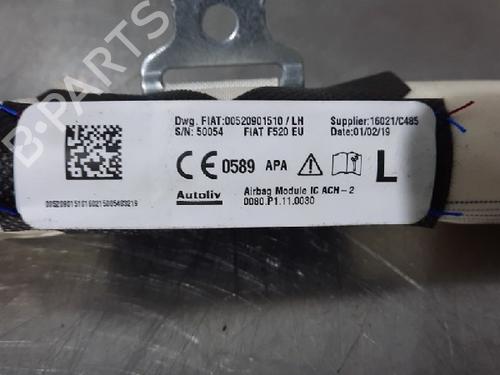 Dwg. FIAT:00520901510 / LH
Supplier:16021/C485
S/N: 50054
FIAT F520 EU
Date:01/02/19
CE 0589 APA
L
Autoliv
Airbag Module IC ACH-2
0080.P1.11.0030
B-PARTS